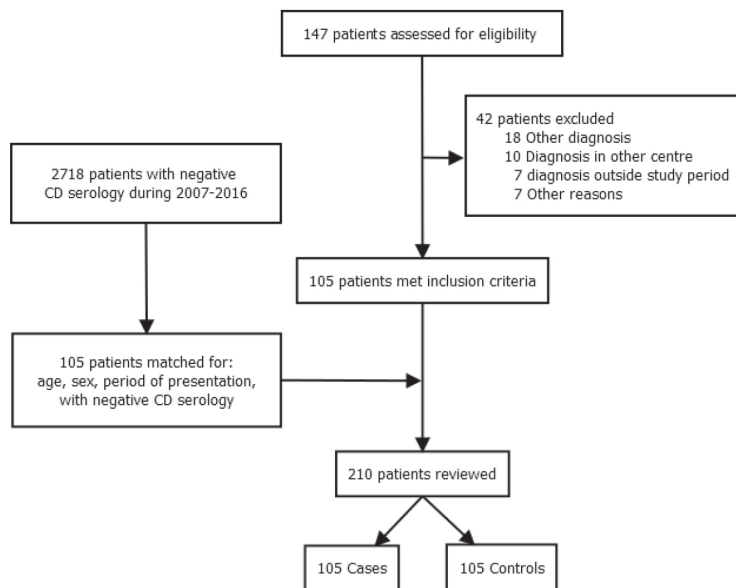 147 patients assessed for eligibility
42 patients excluded
18 Other diagnosis
10 Diagnosis in other centre
7 diagnosis outside study period
7 Other reasons
2718 patients with negative
CD serology during 2007-2016
105 patients met inclusion criteria
105 patients matched for:
age, sex, period of presentation,
with negative CD serology
210 patients reviewed
105 Cases
105 Controls